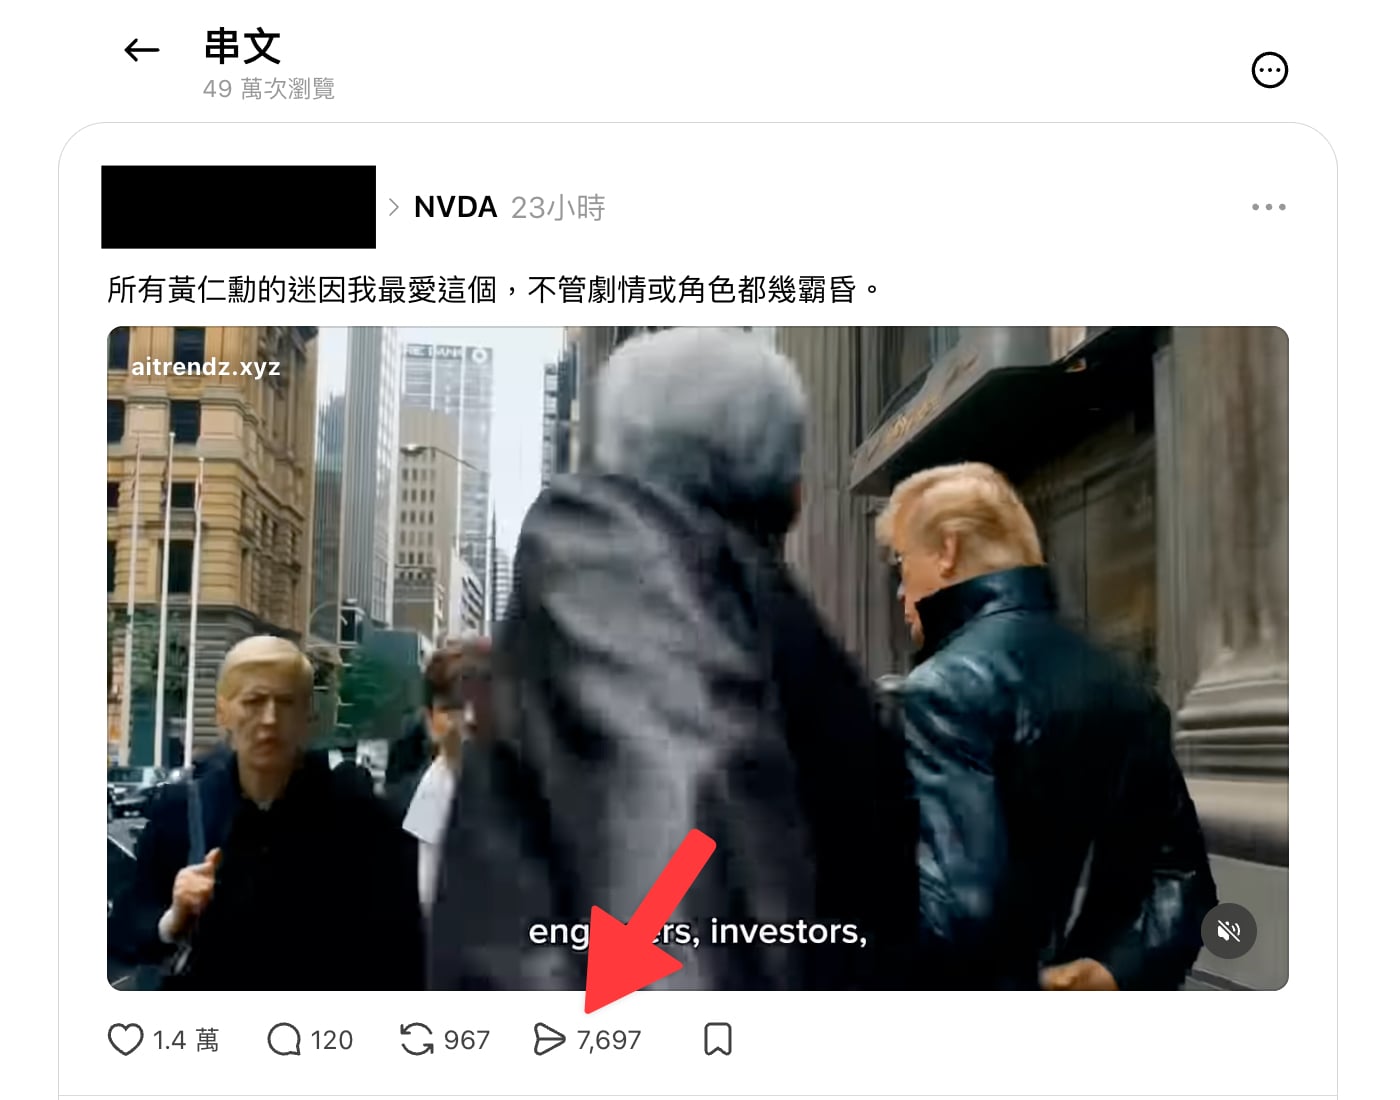 串文
49 萬次瀏覽
NVDA 23小時
所有黃仁勳的迷因我最愛這個，不管劇情或角色都幾霸昏。
aitrendz.xyz
investors,
1.4 萬 120 967 7,697